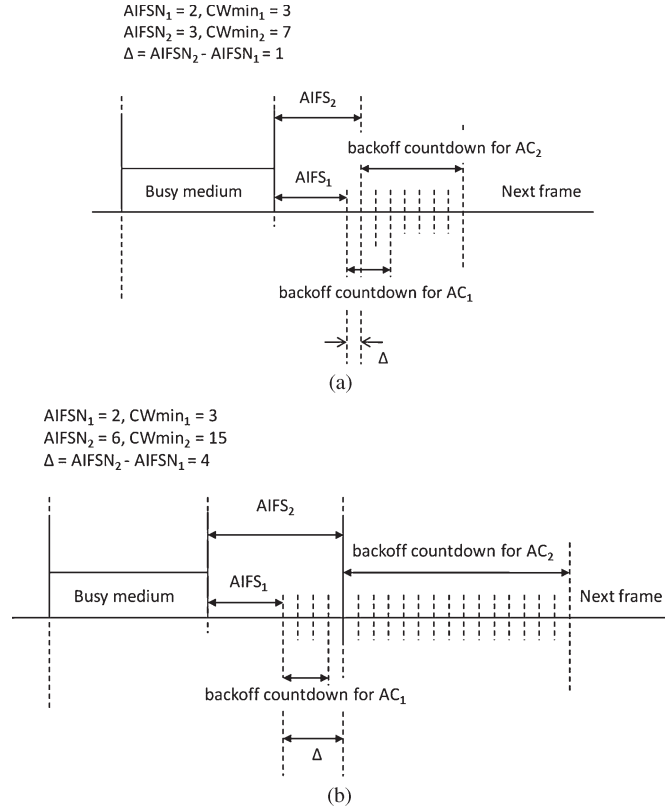 AIFSN₁ = 2, CWmin₁ = 3
AIFSN₂ = 3, CWmin₂ = 7
Δ = AIFSN₂ - AIFSN₁ = 1
AIFS₂
backoff countdown for AC₂
AIFS₁
Busy medium
Next frame
backoff countdown for AC₁
Δ
(a)
AIFSN₁ = 2, CWmin₁ = 3
AIFSN₂ = 6, CWmin₂ = 15
Δ = AIFSN₂ - AIFSN₁ = 4
AIFS₂
backoff countdown for AC₂
AIFS₁
Busy medium
Next frame
backoff countdown for AC₁
Δ
(b)